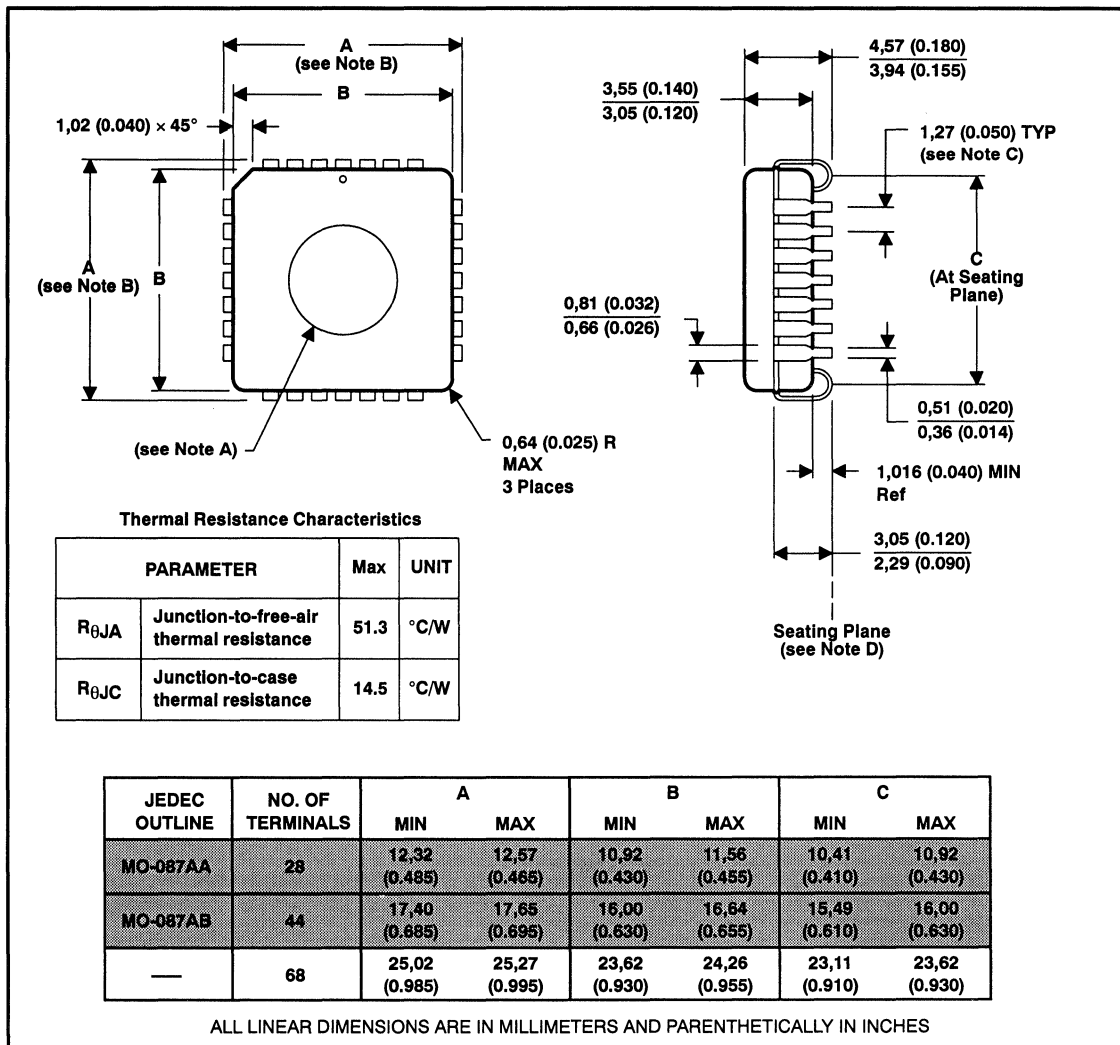 A
(see Note B)
B
1,02 (0.040) × 45°
A
(see Note B)
B
(see Note A)
0,64 (0.025) R
MAX
3 Places
4,57 (0.180)
3,94 (0.155)
3,55 (0.140)
3,05 (0.120)
1,27 (0.050) TYP
(see Note C)
C
(At Seating
Plane)
0,81 (0.032)
0,66 (0.026)
0,51 (0.020)
0,36 (0.014)
1,016 (0.040) MIN
Ref
3,05 (0.120)
2,29 (0.090)
Seating Plane
(see Note D)
Thermal Resistance Characteristics
PARAMETER Max UNIT
RθJA Junction-to-free-air thermal resistance 51.3 °C/W
RθJC Junction-to-case thermal resistance 14.5 °C/W
JEDEC OUTLINE NO. OF TERMINALS A B C
MIN MAX MIN MAX MIN MAX
MO-087AA 28 12,32 12,57 10,92 11,56 10,41 10,92
(0.485) (0.465) (0.430) (0.455) (0.410) (0.430)
MO-087AB 44 17,40 17,65 16,00 16,64 15,49 16,00
(0.685) (0.695) (0.630) (0.655) (0.610) (0.630)
— 68 25,02 25,27 23,62 24,26 23,11 23,62
(0.985) (0.995) (0.930) (0.955) (0.910) (0.930)
ALL LINEAR DIMENSIONS ARE IN MILLIMETERS AND PARENTHETICALLY IN INCHES